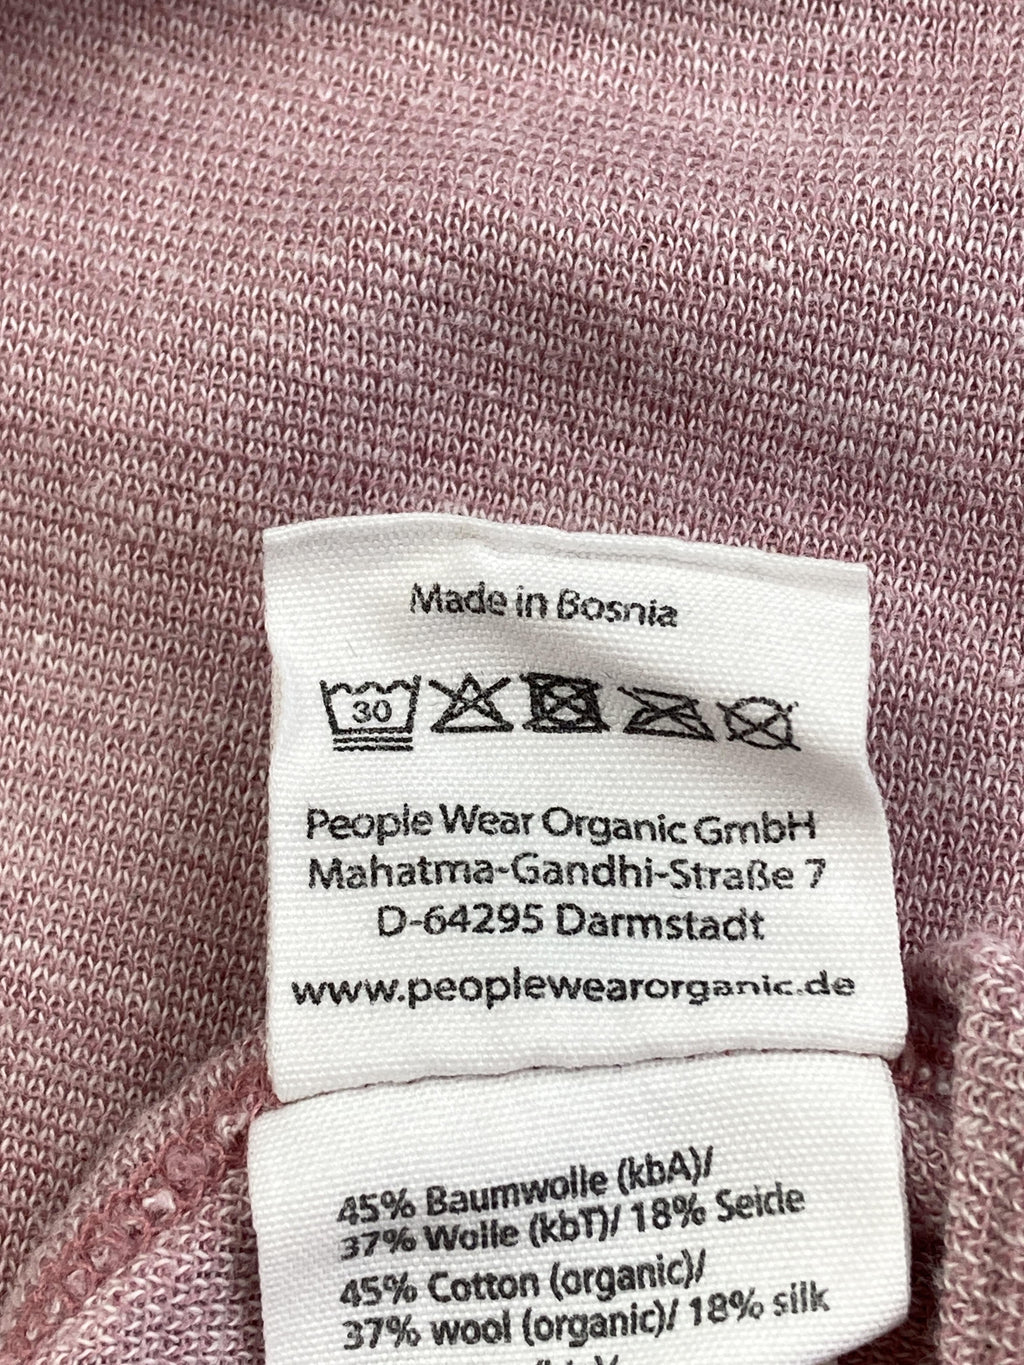 Made in Bosnia
30
People Wear Organic GmbH
Mahatma-Gandhi-Straße 7
D-64295 Darmstadt
www.peoplewearorganic.de
45% Baumwolle (kbA)/
37% Wolle (kbT)/ 18% Seide
45% Cotton (organic)/
37% wool (organic)/ 18% silk